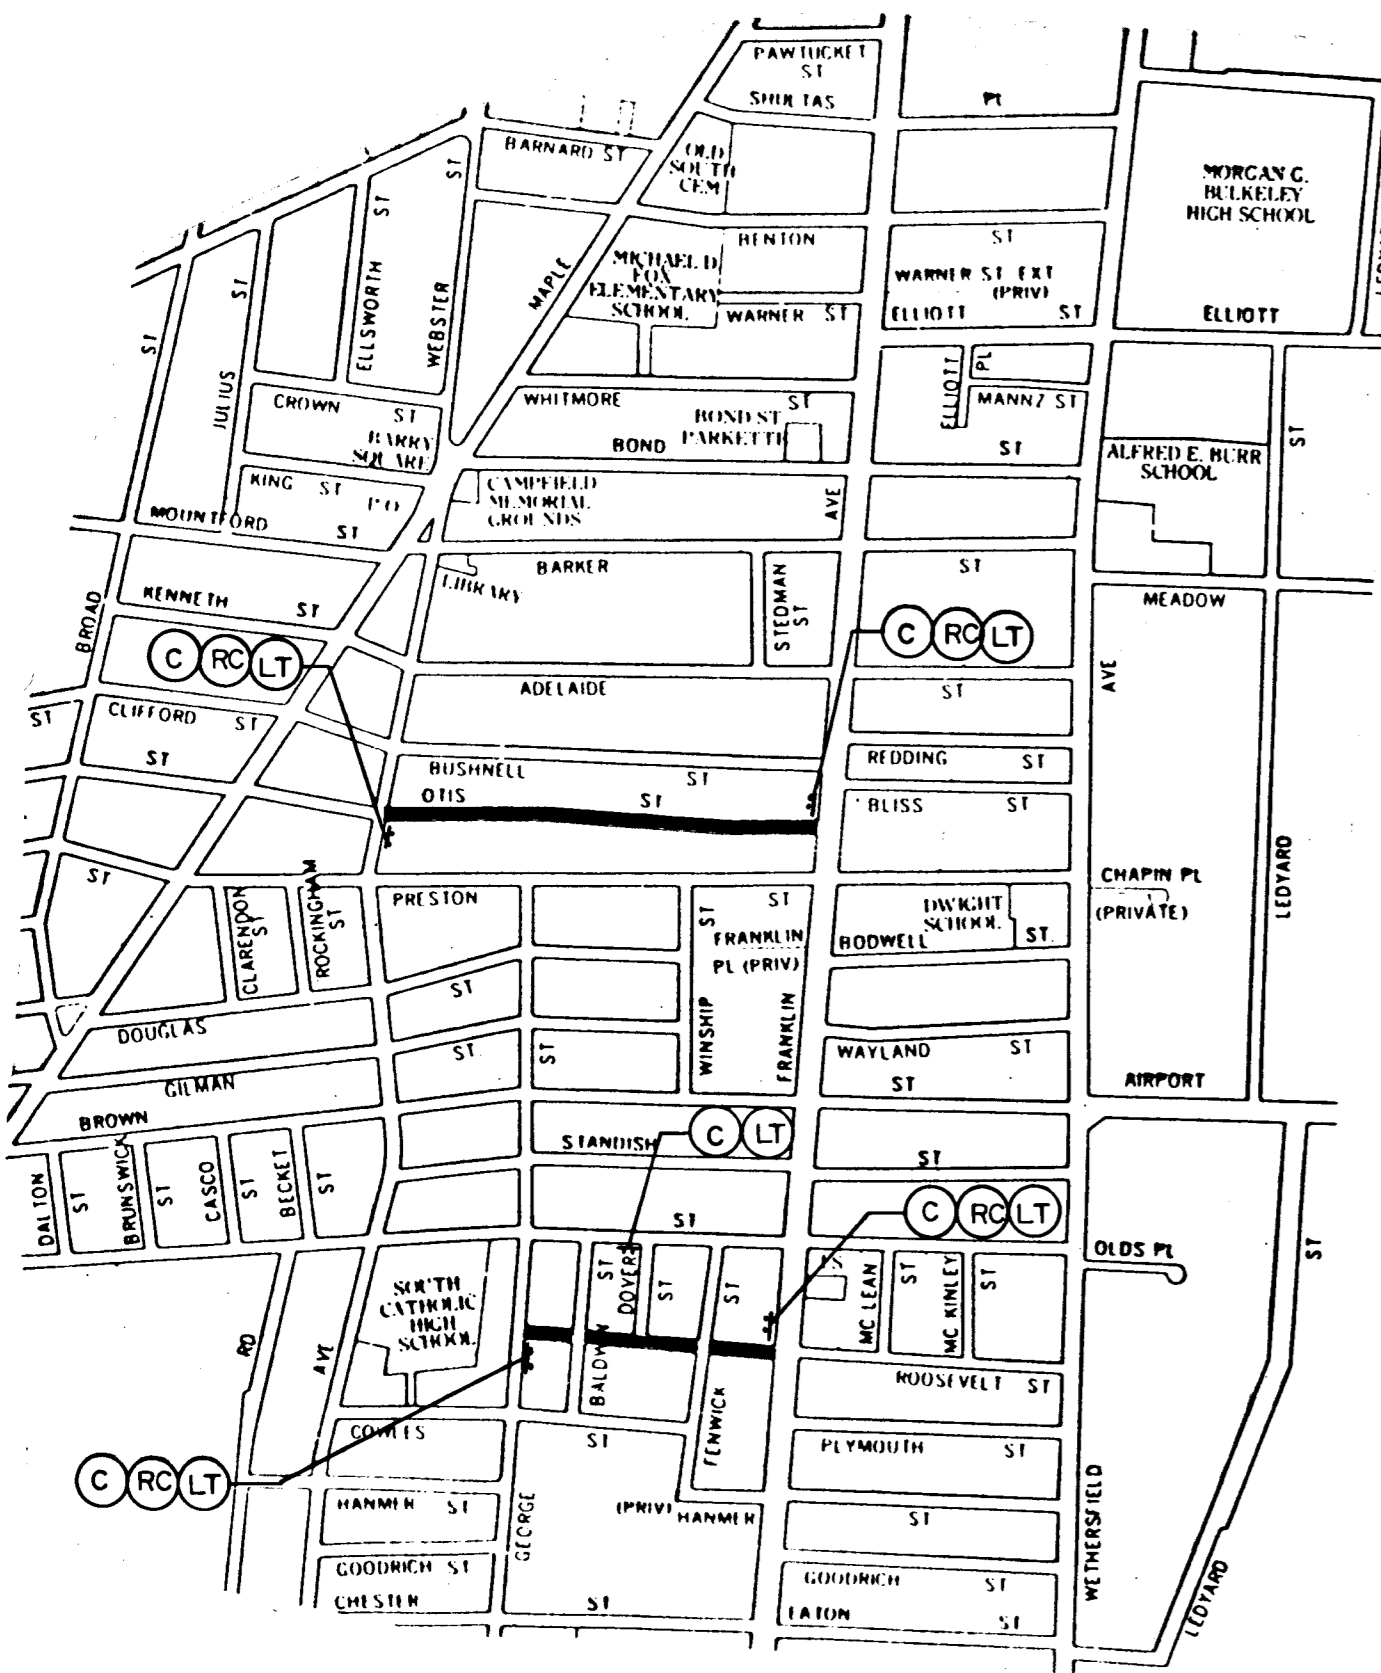 PAWTUCKET
ST
SHULTAS
PL
BARNARD ST
OLD
SOUTH
CEM
MORGAN G.
BULKELEY
HIGH SCHOOL
ST
ST
BENTON
ST
MICHAEL D
FOX
ELEMENTARY
SCHOOL
WARNER ST EXT
(PRIV)
ELLIOTT
ST
ELLIOTT
WARNER ST
MAPLE
ELLSWORTH
WEBSTER
ST
ST
JULIUS
CROWN
ST
BARRY
SQUARE
WHITMORE
ST
BOND ST
PARKETTE
BOND
ELLIOTT
PL
MANNZ ST
ST
ST
ALFRED E. BURR
SCHOOL
KING
ST
P.O
CAMPFIELD
MEMORIAL
GROUNDS
AVE
MOUNTFORD
ST
BARKER
ST
LIBRARY
STEDMAN
ST
MEADOW
KENNETH
ST
BROAD
C
RC
LT
C
RC
LT
ADELAIDE
ST
AVE
ST
CLIFFORD
ST
ST
BUSHNELL
ST
REDDING
ST
OTIS
ST
BLISS
ST
LEDYARD
ST
CLARENDON
ST
ROCKINGHAM
ST
PRESTON
ST
CHAPIN PL
(PRIVATE)
DWIGHT
SCHOOL
BODWELL
ST
ST
FRANKLIN
PL (PRIV)
ST
WINSHIP
FRANKLIN
DOUGLAS
ST
ST
WAYLAND
ST
ST
AIRPORT
GILMAN
BROWN
STANDISH
C
LT
ST
DALTON
ST
BRUNSWICK
ST
CASCO
ST
BECKET
ST
ST
C
RC
LT
OLDS PL
ST
SOUTH
CATHOLIC
HIGH
SCHOOL
ST
DOVER
ST
ST
MC LEAN
ST
MC KINLEY
ST
RD
AVE
BALDWIN
ROOSEVELT
ST
FENWICK
COWLES
ST
PLYMOUTH
ST
C
RC
LT
HANMER
ST
GEORGE
(PRIV)
HANMER
ST
WETHERSFIELD
GOODRICH
ST
GOODRICH
ST
CHESTER
ST
EATON
ST
LEDYARD